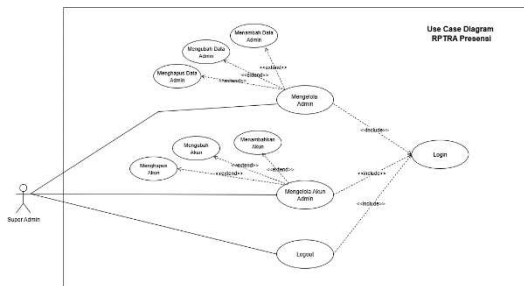 Use Case Diagram
RPTRA Presensi
Menambah Data
Admin
Mengubah Data
Admin
Menghapus Data
Admin
<<extend>>
<<extend>>
<<extend>>
Mengelola
Admin
<<include>>
Mengubah
Akun
Menambahkan
Akun
Menghapus
Akun
<<extend>>
<<extend>>
<<extend>>
Login
<<include>>
Mengelola Akun
Admin
<<include>>
Super Admin
Logout